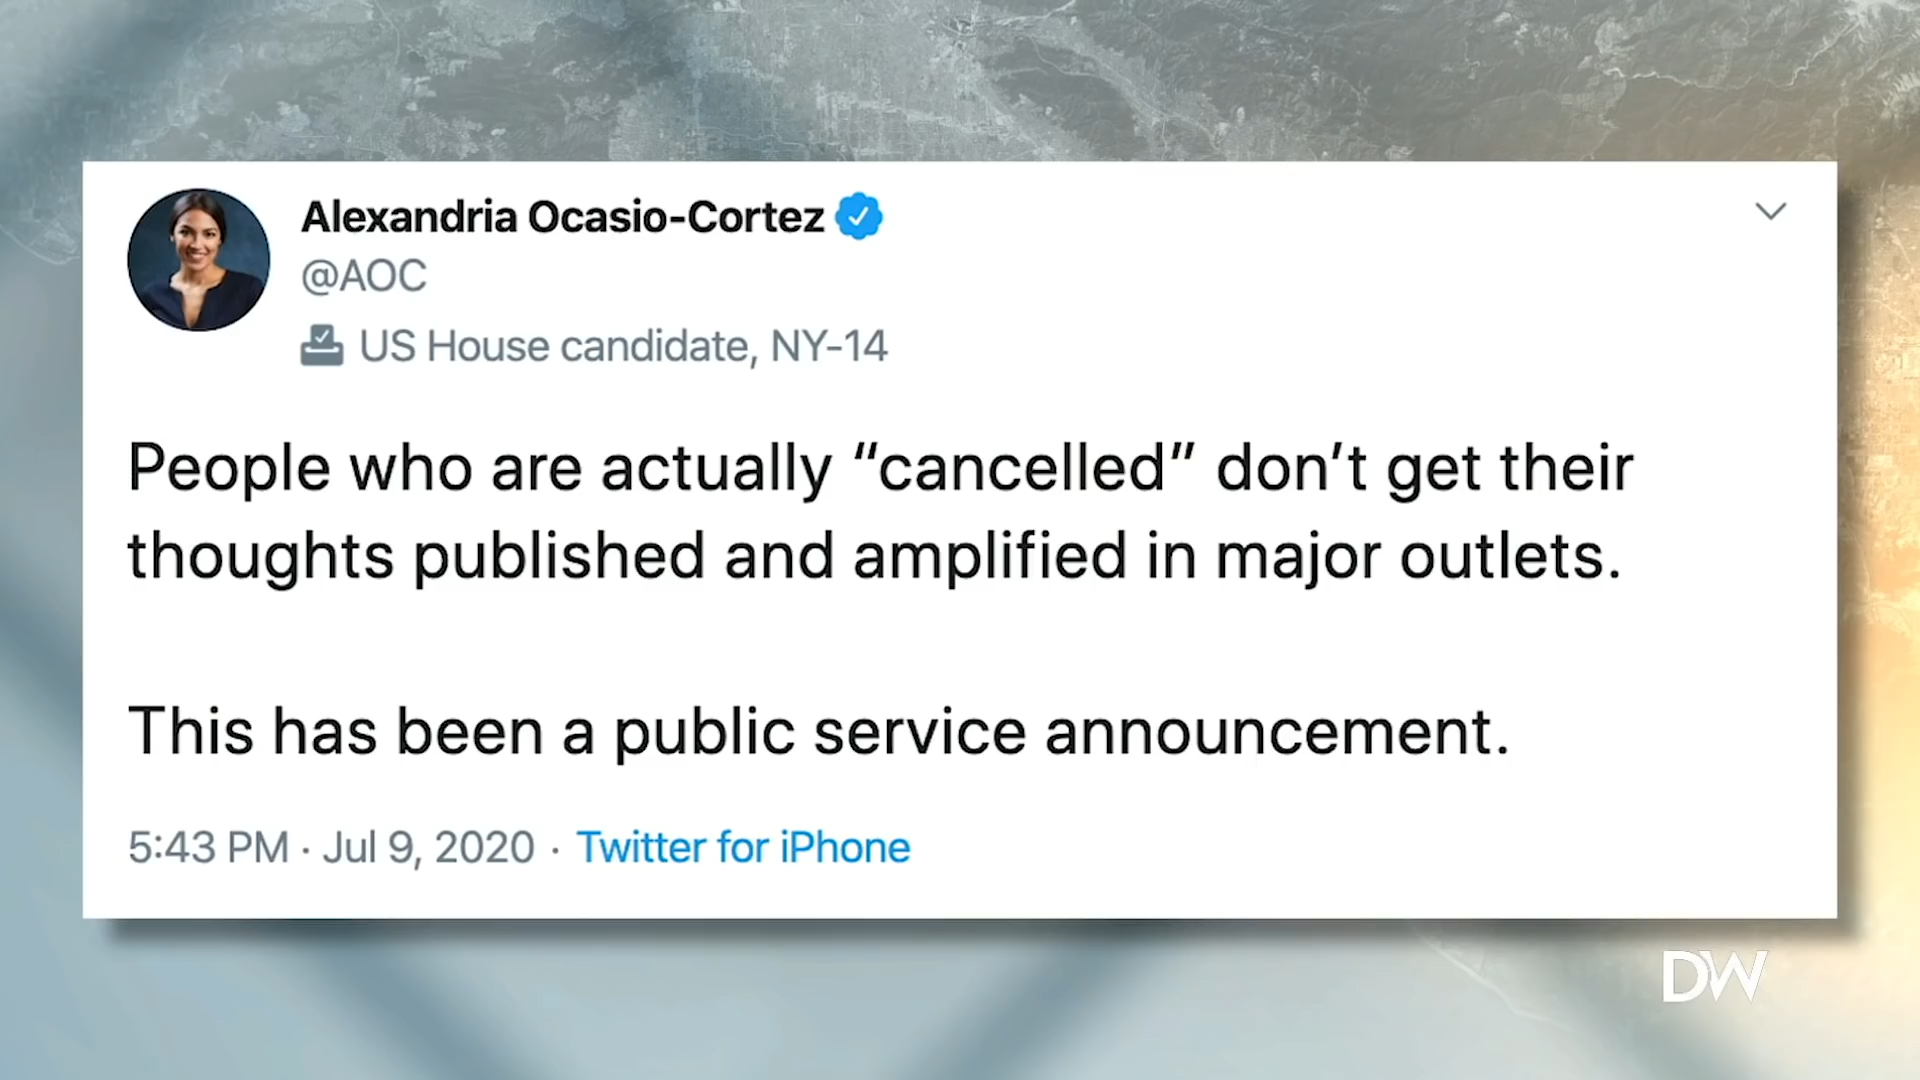 Alexandria Ocasio-Cortez
@AOC
US House candidate, NY-14
People who are actually “cancelled” don’t get their
thoughts published and amplified in major outlets.
This has been a public service announcement.
5:43 PM · Jul 9, 2020 · Twitter for iPhone
DW